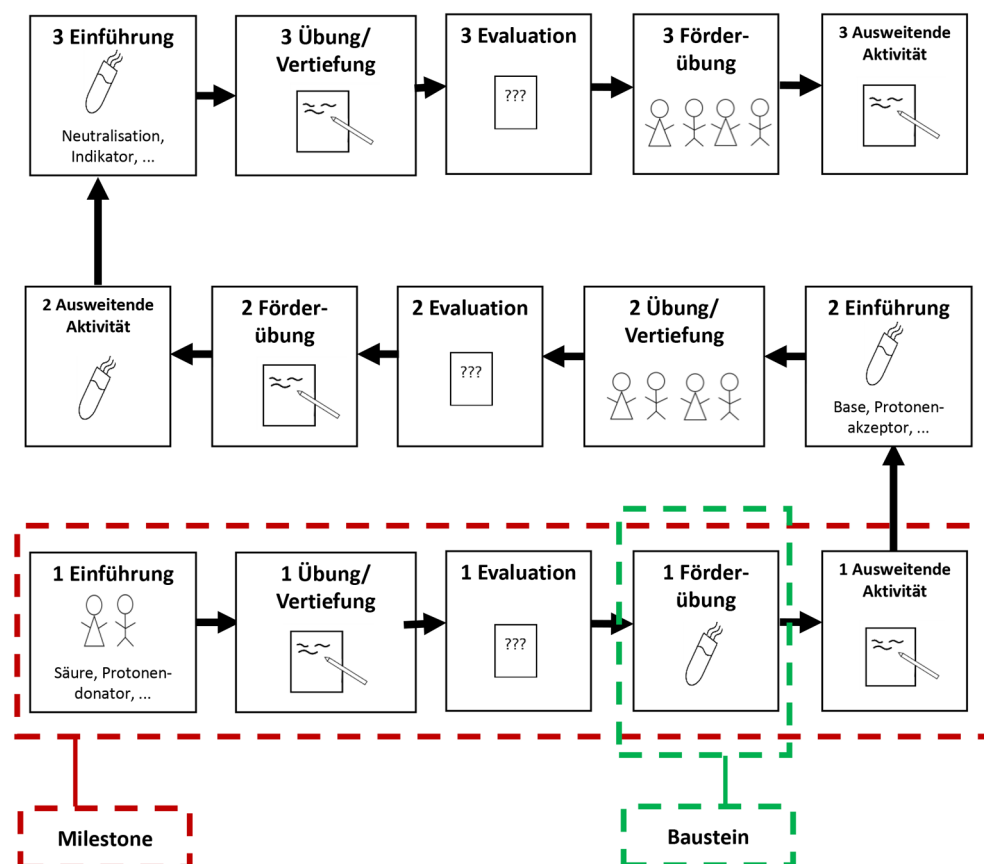 3 Einführung
Neutralisation,
Indikator, ...
3 Übung/
Vertiefung
3 Evaluation
???
3 Förder-
übung
3 Ausweitende
Aktivität
2 Ausweitende
Aktivität
2 Förder-
übung
2 Evaluation
???
2 Übung/
Vertiefung
2 Einführung
Base, Protonen-
akzeptor, ...
1 Einführung
Säure, Protonen-
donator, ...
1 Übung/
Vertiefung
1 Evaluation
???
1 Förder-
übung
1 Ausweitende
Aktivität
Milestone
Baustein